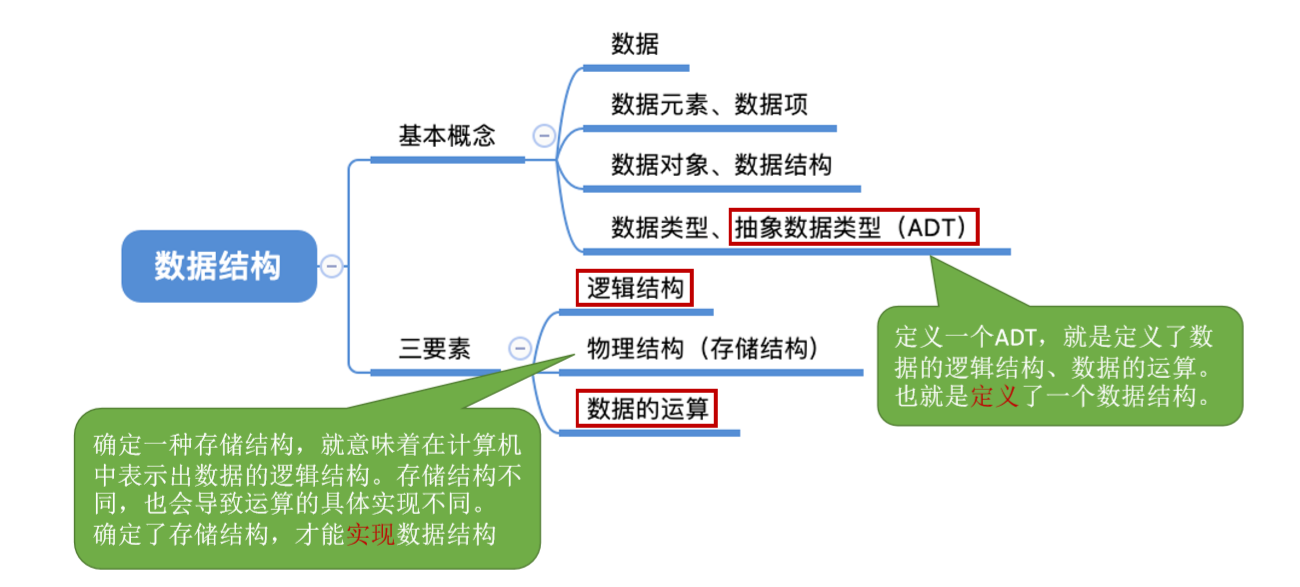 数据结构
基本概念
数据
数据元素、数据项
数据对象、数据结构
数据类型、抽象数据类型（ADT）
三要素
逻辑结构
物理结构（存储结构）
数据的运算
定义一个ADT，就是定义了数
据的逻辑结构、数据的运算。
也就是定义了一个数据结构。
确定一种存储结构，就意味着在计算机
中表示出数据的逻辑结构。存储结构不
同，也会导致运算的具体实现不同。
确定了存储结构，才能实现数据结构